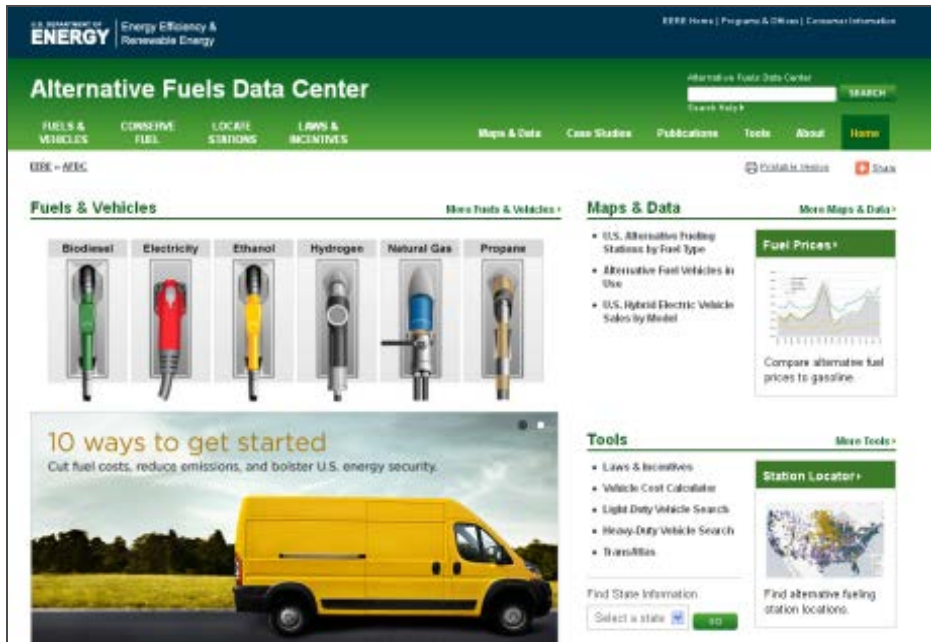 U.S. DEPARTMENT OF
ENERGY
Energy Efficiency &
Renewable Energy
EERE Home | Programs & Offices | Consumer Information
Alternative Fuels Data Center
Alternative Fuels Data Center
SEARCH
Search Help
FUELS &
VEHICLES
CONSERVE
FUEL
LOCATE
STATIONS
LAWS &
INCENTIVES
Maps & Data
Case Studies
Publications
Tools
About
Home
EERE » AFDC
Printable Version
Share
Fuels & Vehicles
More Fuels & Vehicles ›
Biodiesel
Electricity
Ethanol
Hydrogen
Natural Gas
Propane
10 ways to get started
Cut fuel costs, reduce emissions, and bolster U.S. energy security.
Maps & Data
More Maps & Data ›
• U.S. Alternative Fueling
Stations by Fuel Type
• Alternative Fuel Vehicles in
Use
• U.S. Hybrid Electric Vehicle
Sales by Model
Fuel Prices ›
Compare alternative fuel
prices to gasoline.
Tools
More Tools ›
• Laws & Incentives
• Vehicle Cost Calculator
• Light-Duty Vehicle Search
• Heavy-Duty Vehicle Search
• TransAtlas
Find State Information
Select a state
GO
Station Locator ›
Find alternative fueling
station locations.